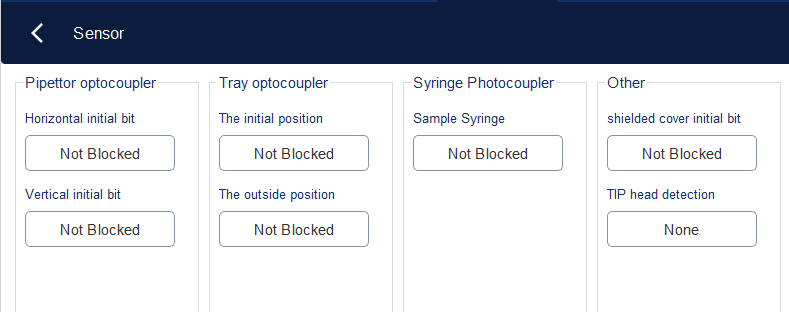 Sensor
Pipettor optocoupler
Horizontal initial bit
Not Blocked
Vertical initial bit
Not Blocked
Tray optocoupler
The initial position
Not Blocked
The outside position
Not Blocked
Syringe Photocoupler
Sample Syringe
Not Blocked
Other
shielded cover initial bit
Not Blocked
TIP head detection
None